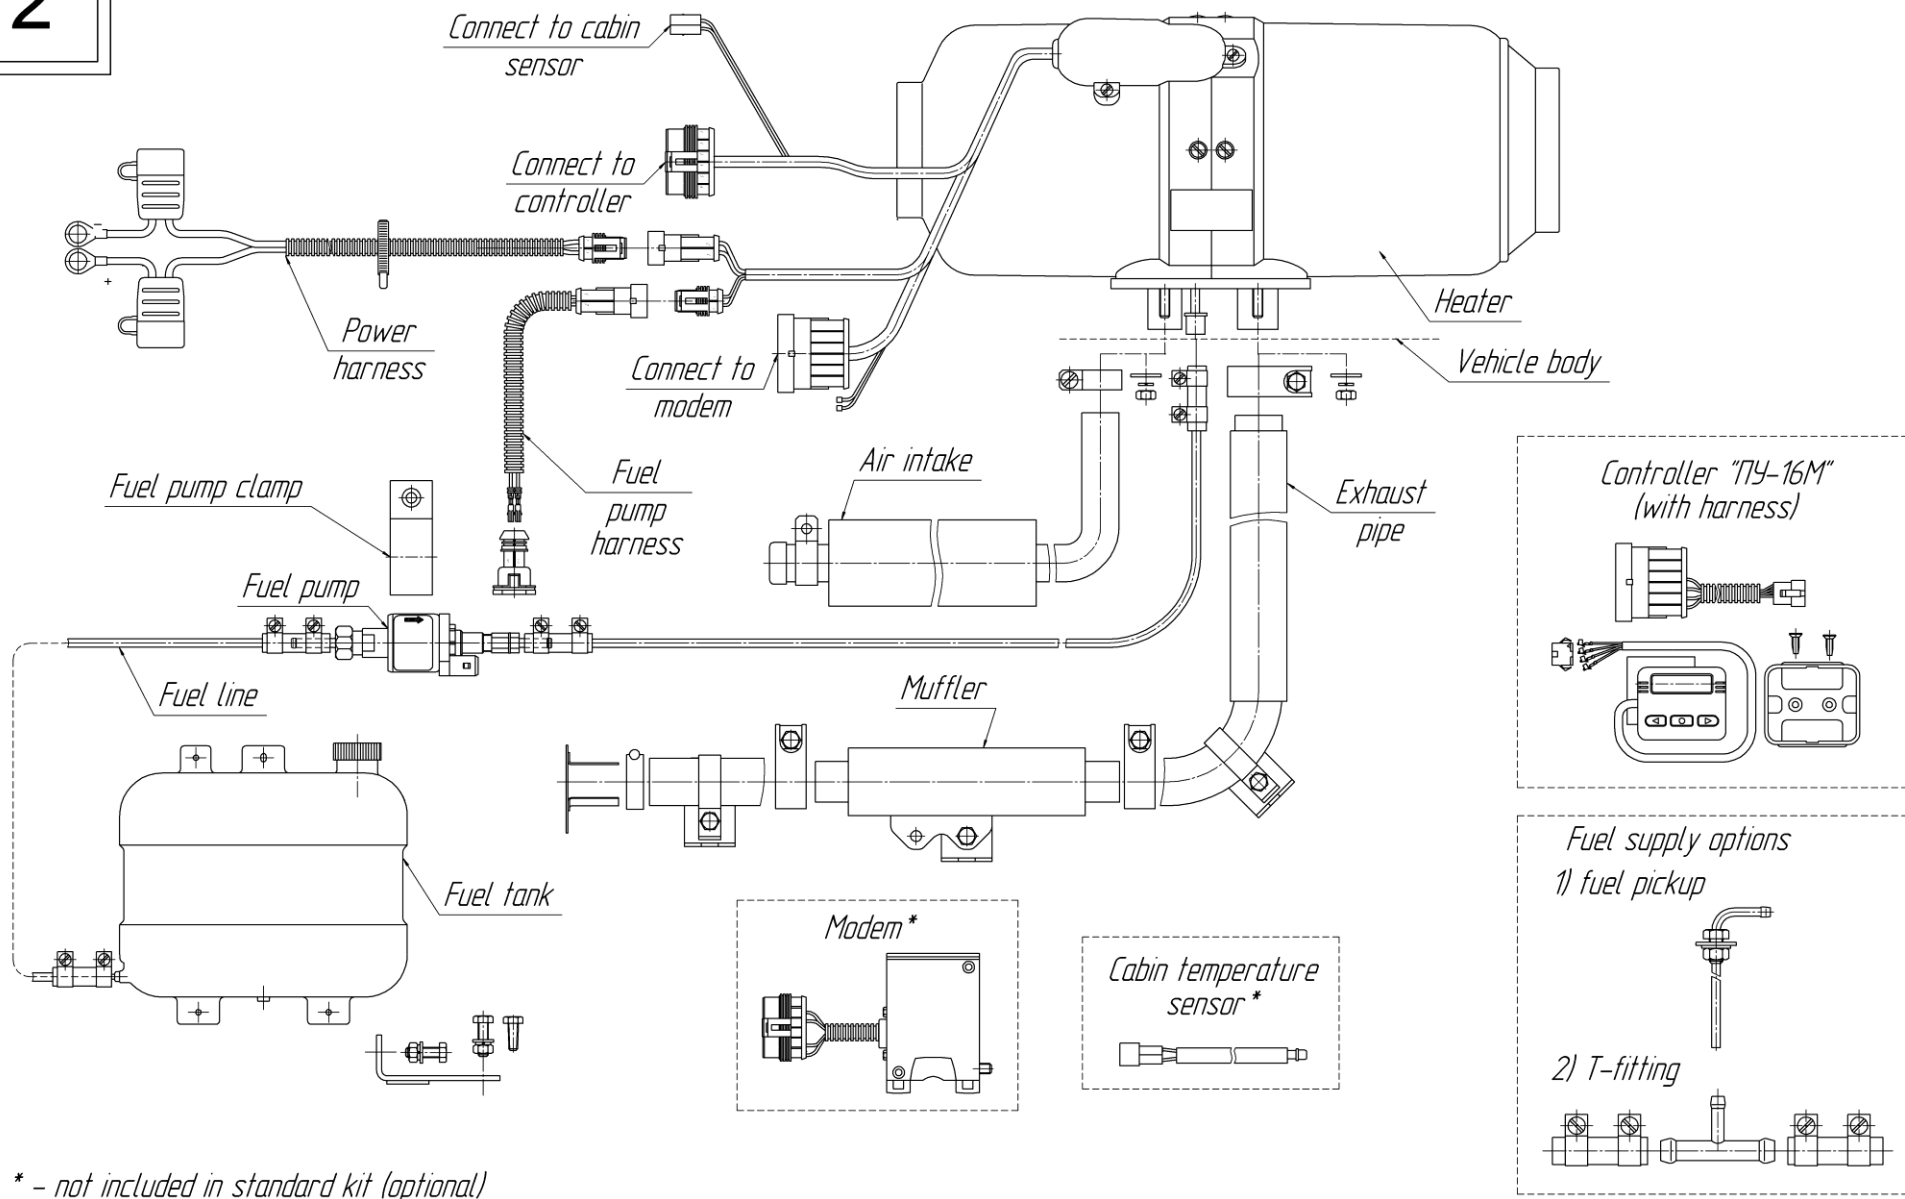 2
Connect to cabin
sensor
Connect to
controller
-
+
Power
harness
Connect to
modem
Heater
Vehicle body
Fuel pump clamp
Fuel
pump
harness
Air intake
Exhaust
pipe
Controller "ПУ-16М"
(with harness)
Fuel pump
Fuel line
Muffler
Fuel tank
Modem*
Cabin temperature
sensor*
Fuel supply options
1) fuel pickup
2) T-fitting
* - not included in standard kit (optional)